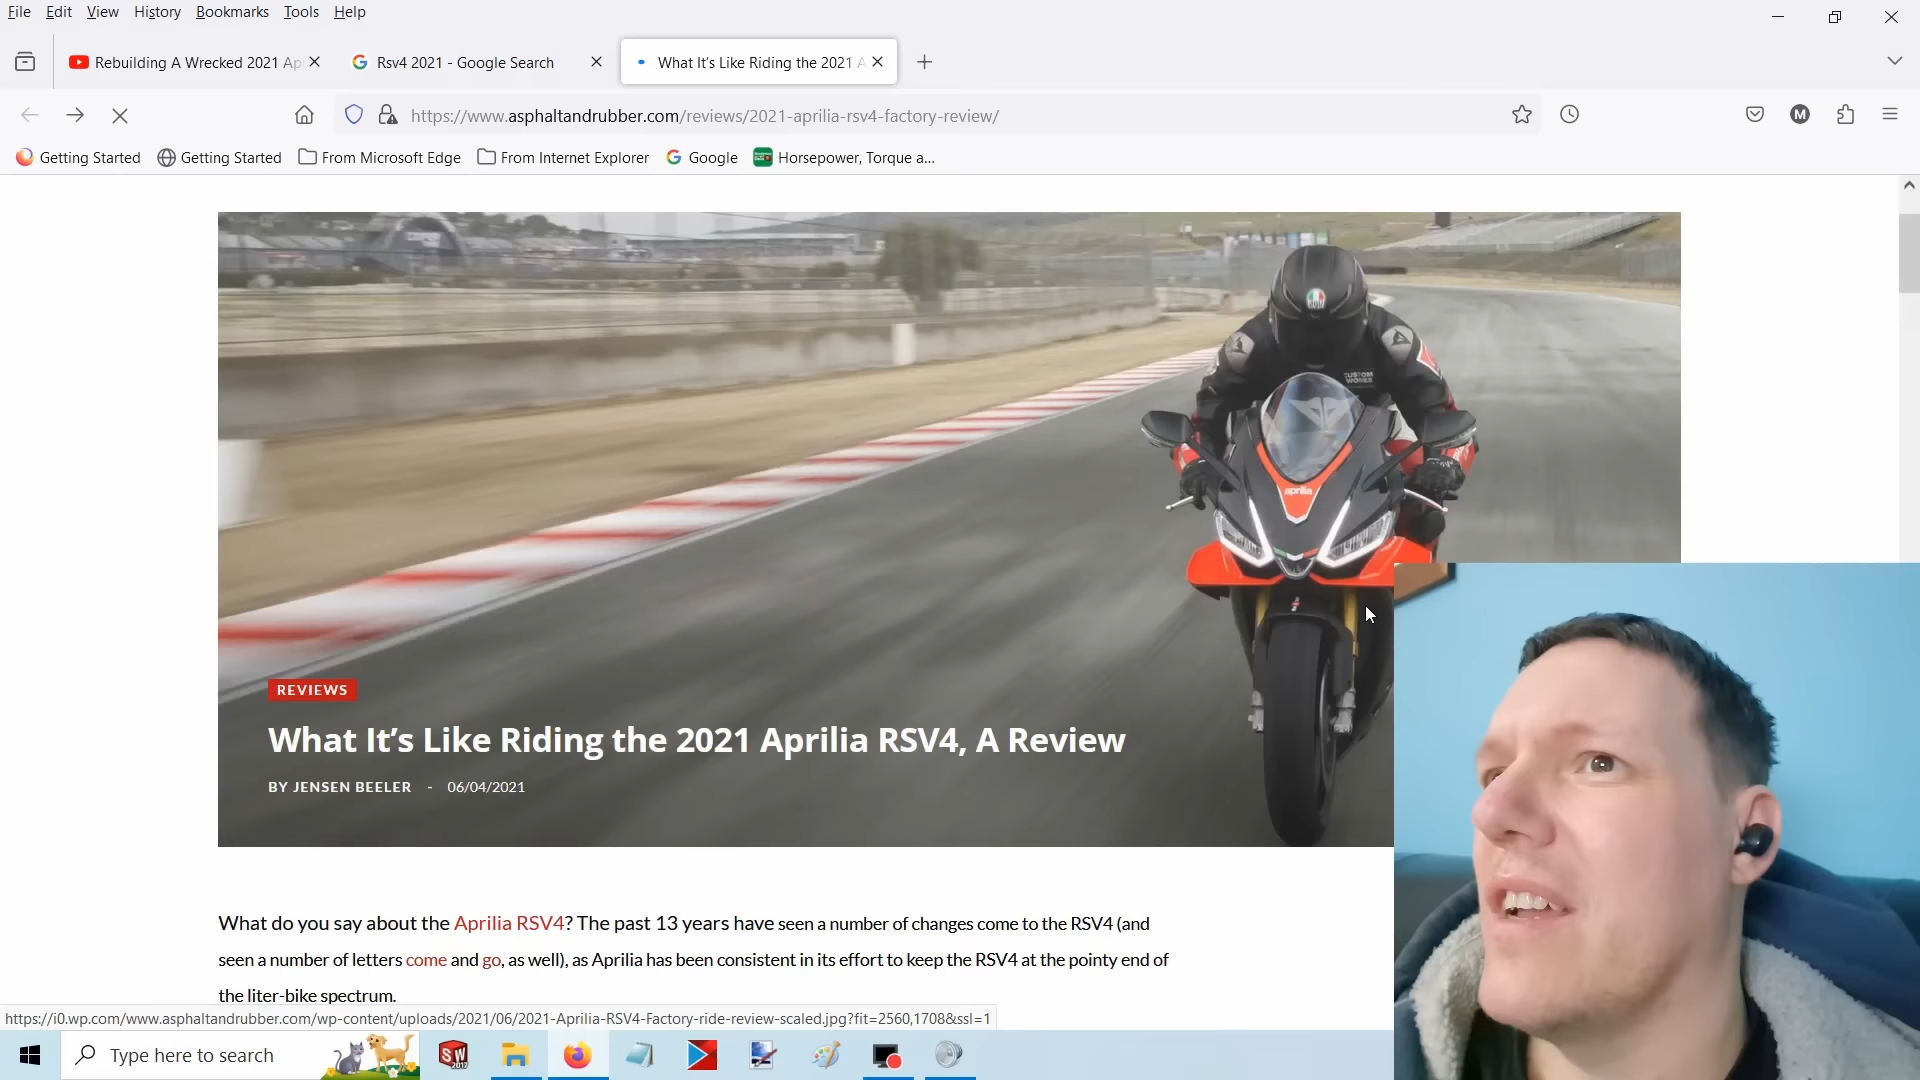 File Edit View History Bookmarks Tools Help
Rebuilding A Wrecked 2021 Ap
Rsv4 2021 - Google Search
What It's Like Riding the 2021 A
https://www.asphaltandrubber.com/reviews/2021-aprilia-rsv4-factory-review/
M
Getting Started Getting Started From Microsoft Edge From Internet Explorer Google Horsepower, Torque a...
CUSTOM
WORKS
aprilia
REVIEWS
What It's Like Riding the 2021 Aprilia RSV4, A Review
BY JENSEN BEELER - 06/04/2021
What do you say about the Aprilia RSV4? The past 13 years have seen a number of changes come to the RSV4 (and
seen a number of letters come and go, as well), as Aprilia has been consistent in its effort to keep the RSV4 at the pointy end of
the liter-bike spectrum.
https://i0.wp.com/www.asphaltandrubber.com/wp-content/uploads/2021/06/2021-Aprilia-RSV4-Factory-ride-review-scaled.jpg?fit=2560,1708&ssl=1
Type here to search
SW
2017